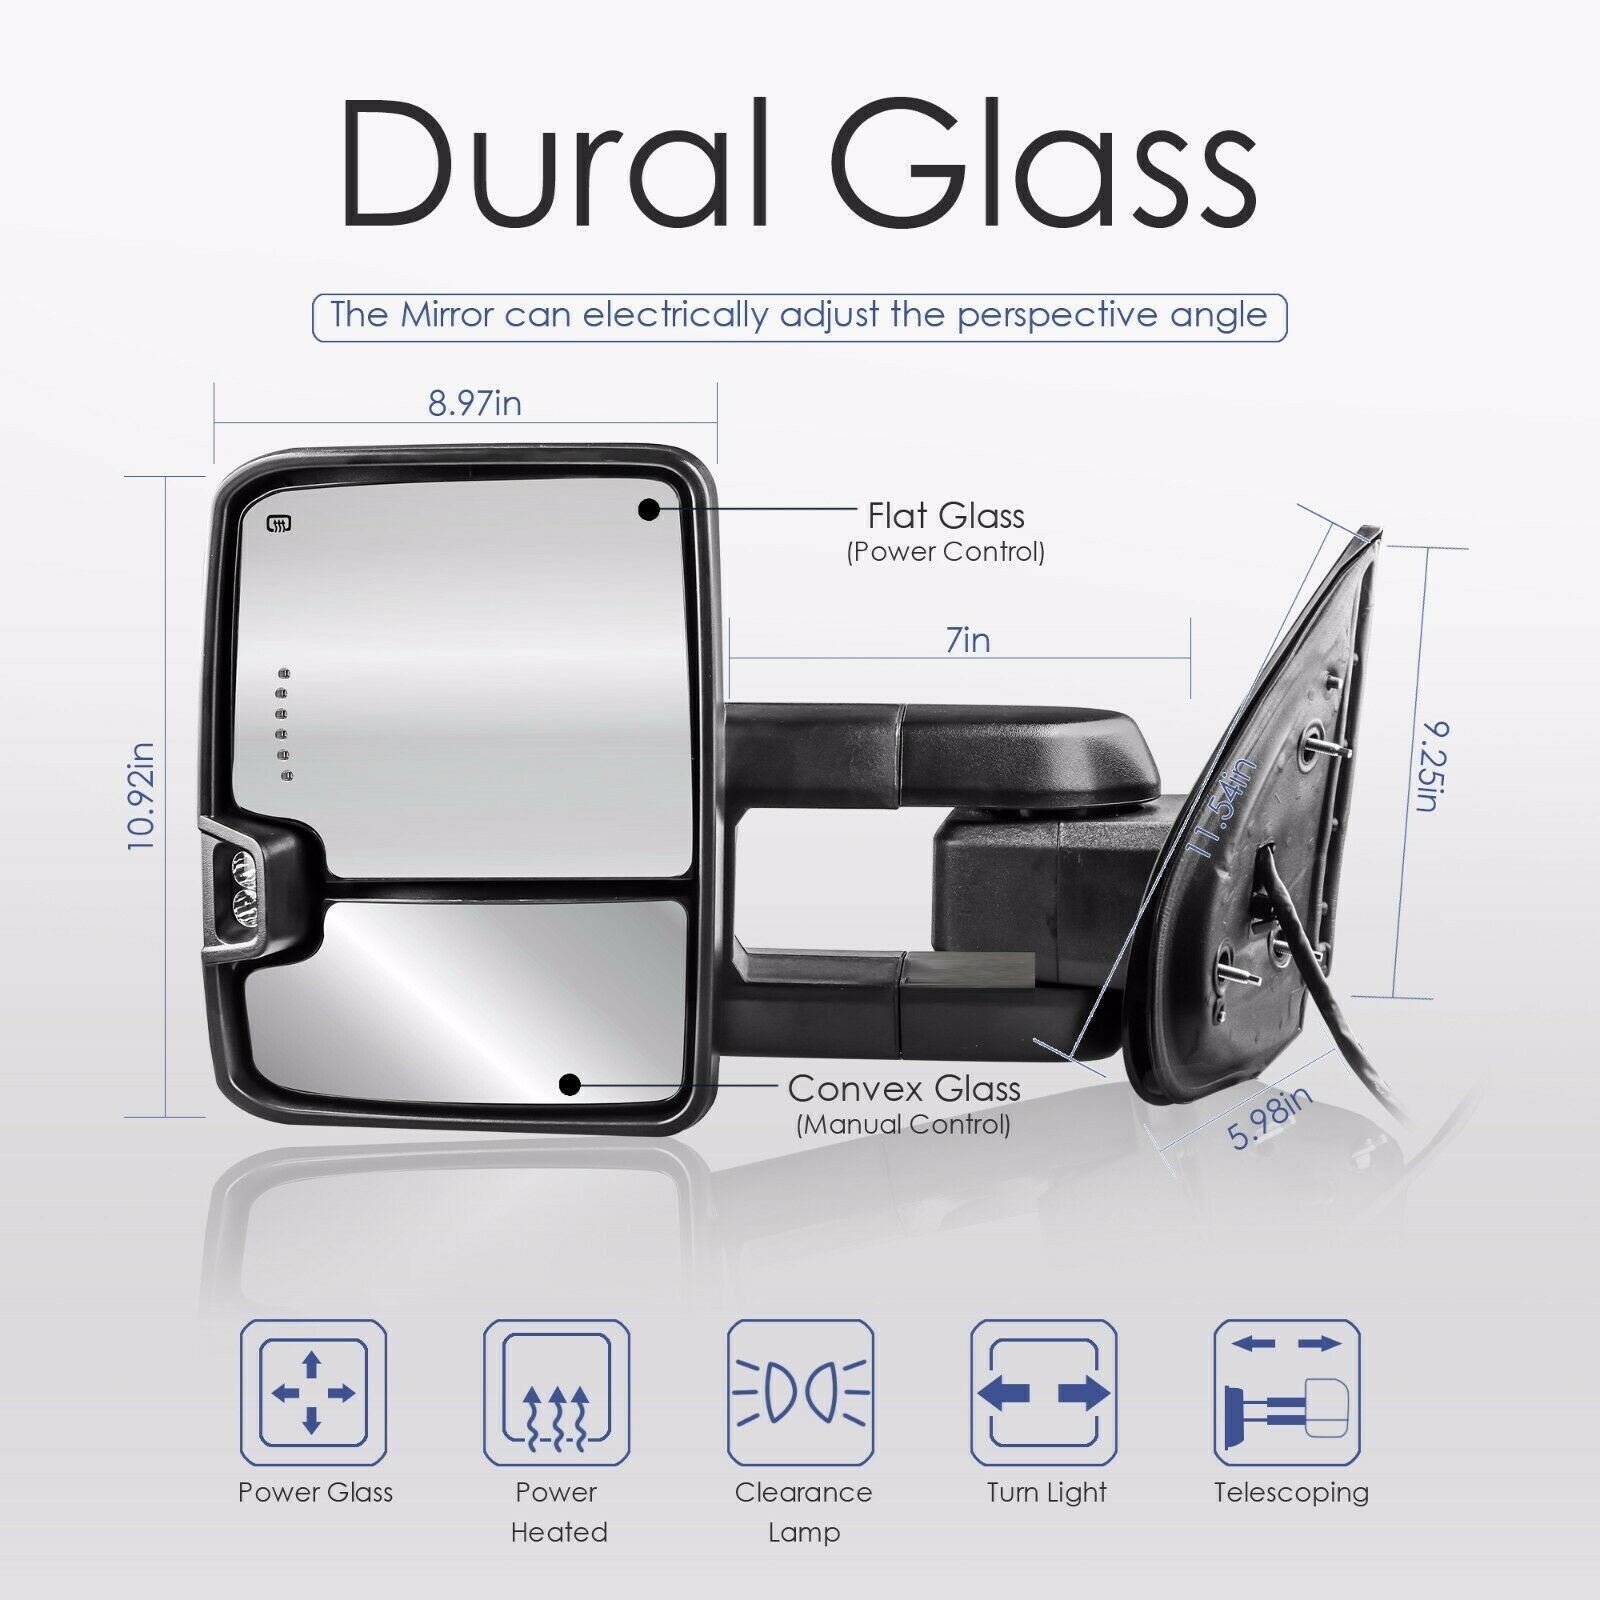 Dural Glass
The Mirror can electrically adjust the perspective angle
8.97in
Flat Glass
(Power Control)
7in
10.92in
11.54in
9.25in
Convex Glass
(Manual Control)
5.98in
Power Glass
Power
Heated
Clearance
Lamp
Turn Light
Telescoping